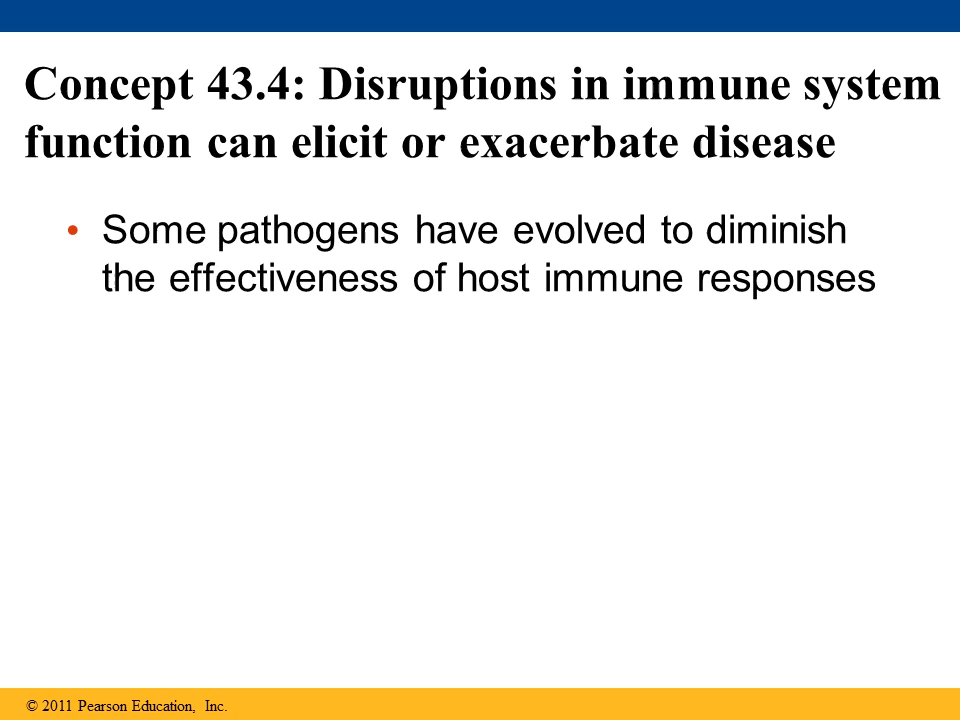 Concept 43.4: Disruptions in immune system
function can elicit or exacerbate disease
• Some pathogens have evolved to diminish
the effectiveness of host immune responses
© 2011 Pearson Education, Inc.